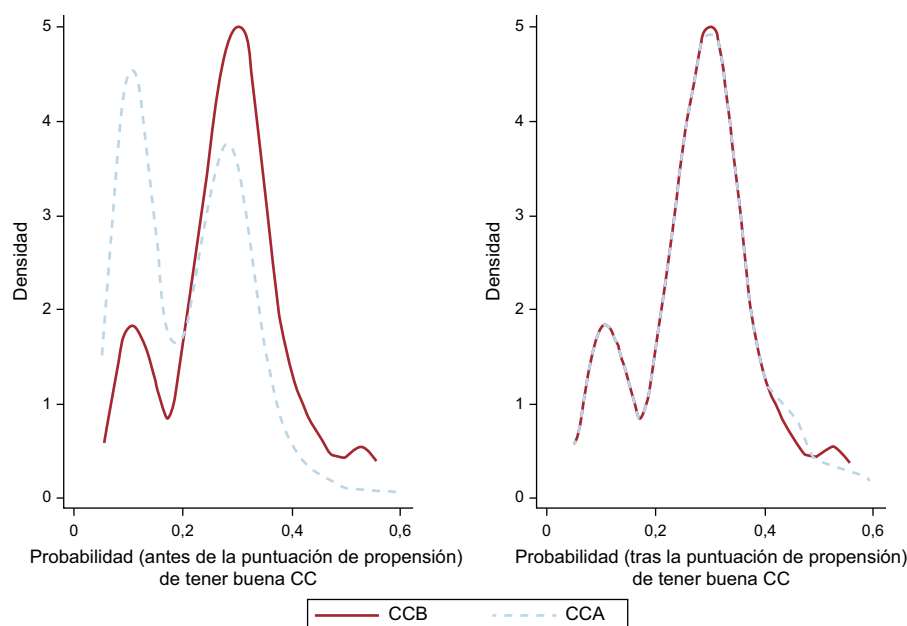 5
4
3
2
1
0
Densidad
0
0,2
0,4
0,6
Probabilidad (antes de la puntuación de propensión)
de tener buena CC
5
4
3
2
1
0
Densidad
0
0,2
0,4
0,6
Probabilidad (tras la puntuación de propensión)
de tener buena CC
CCB
CCA